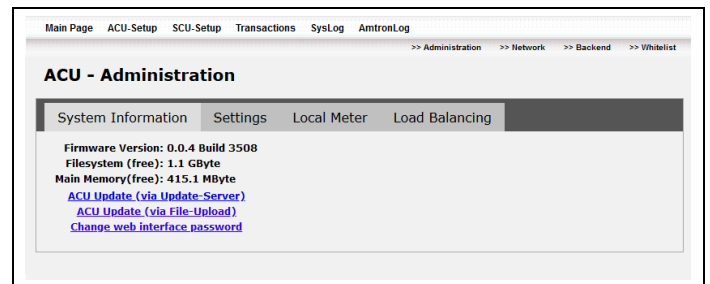 Main Page ACU-Setup SCU-Setup Transactions SysLog AmtronLog
>> Administration >> Network >> Backend >> Whitelist
ACU - Administration
System Information Settings Local Meter Load Balancing
Firmware Version: 0.0.4 Build 3508
Filesystem (free): 1.1 GByte
Main Memory(free): 415.1 MByte
ACU Update (via Update-Server)
ACU Update (via File-Upload)
Change web interface password